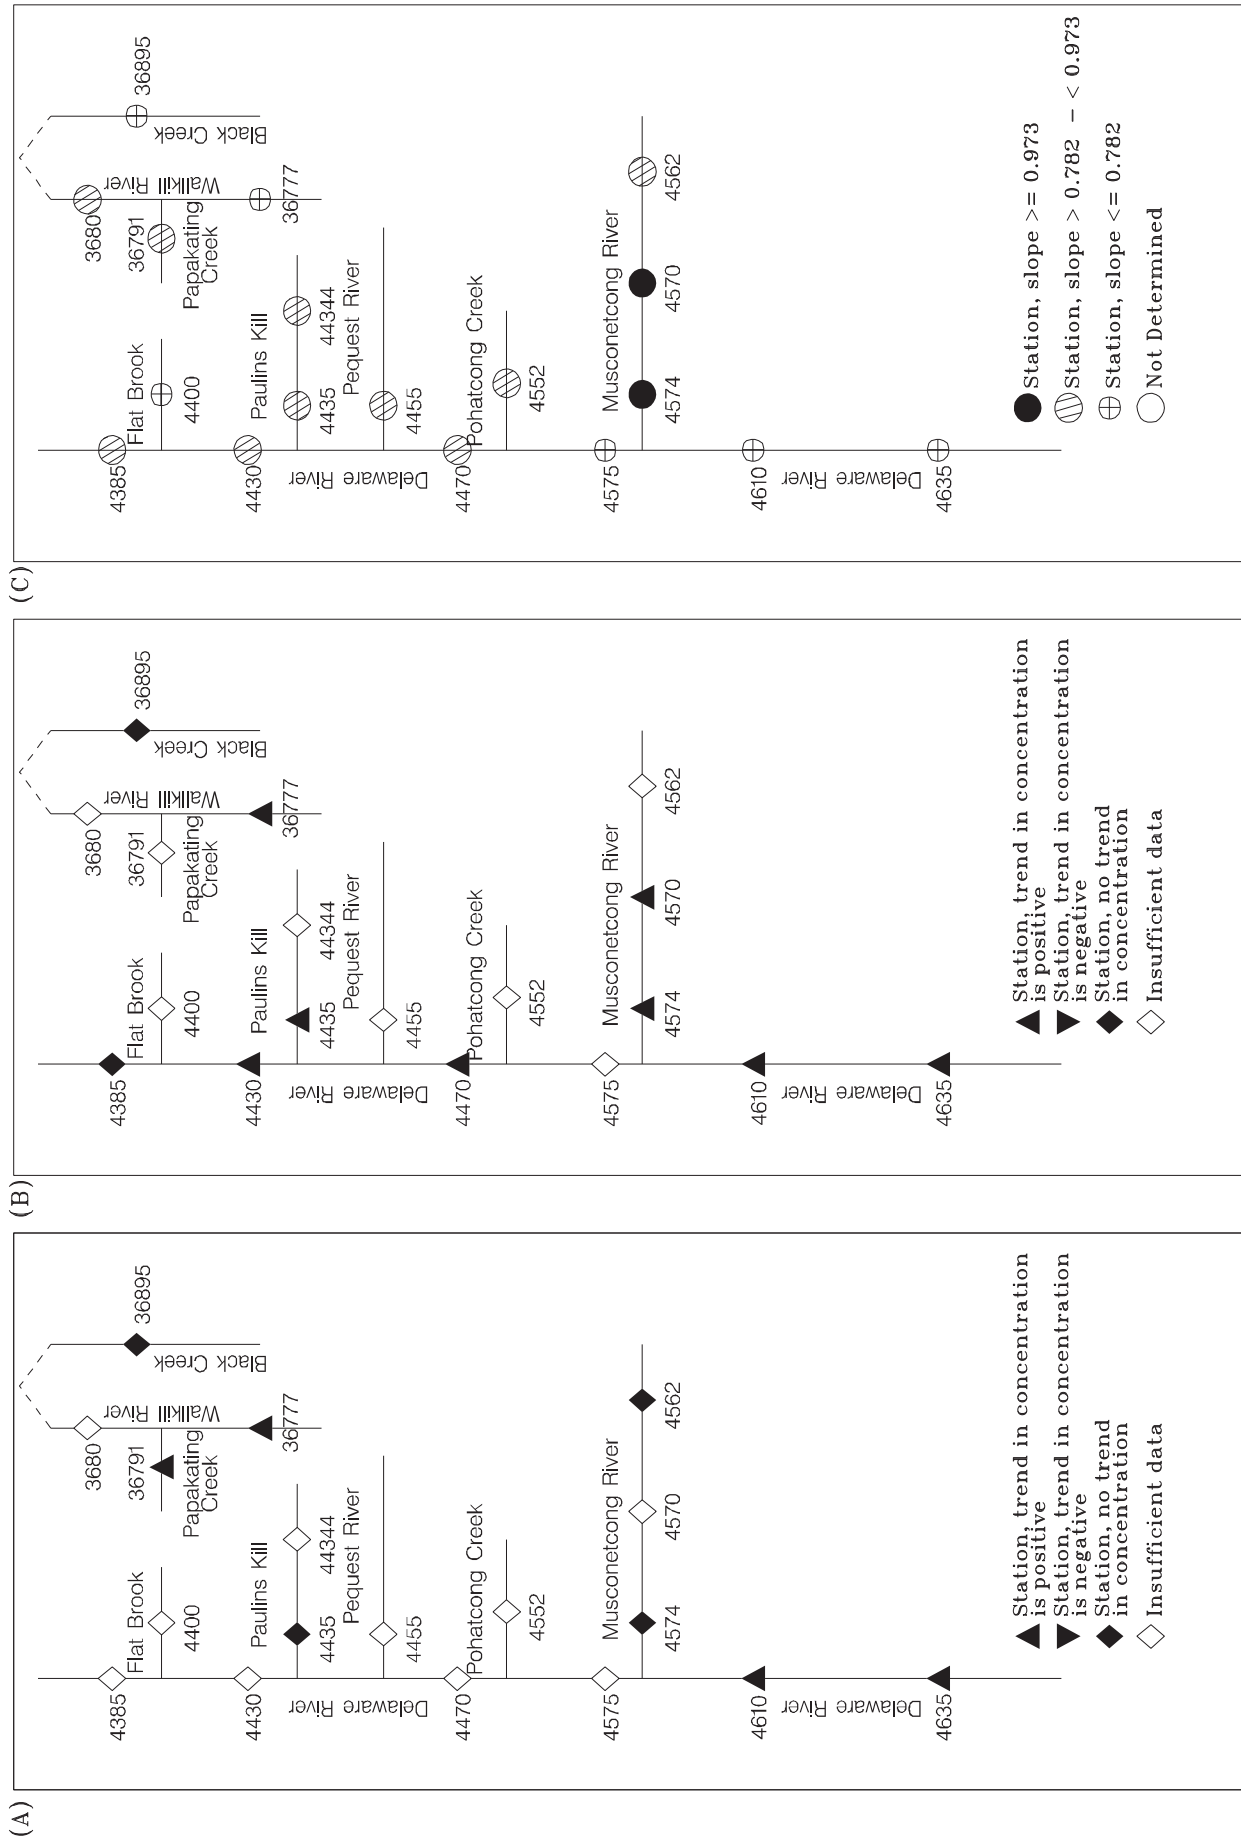 (A)
4385
Flat Brook
4400
3680
Wallkill
River
36791
Papakating
Creek
36777
Black Creek
36895
4430
Paulins Kill
4435
44344
Delaware River
Pequest River
4455
4470
Pohatcong Creek
4552
4575
Musconetcong River
4574
4570
4562
4610
Delaware River
4635
Station, trend in concentration
is positive
Station, trend in concentration
is negative
Station, no trend
in concentration
Insufficient data
(B)
4385
Flat Brook
4400
3680
Wallkill
River
36791
Papakating
Creek
36777
Black Creek
36895
4430
Paulins Kill
4435
44344
Delaware River
Pequest River
4455
4470
Pohatcong Creek
4552
4575
Musconetcong River
4574
4570
4562
4610
Delaware River
4635
Station, trend in concentration
is positive
Station, trend in concentration
is negative
Station, no trend
in concentration
Insufficient data
(C)
4385
Flat Brook
4400
3680
Wallkill
River
36791
Papakating
Creek
36777
Black Creek
36895
4430
Paulins Kill
4435
44344
Delaware River
Pequest River
4455
4470
Pohatcong Creek
4552
4575
Musconetcong River
4574
4570
4562
4610
Delaware River
4635
Station, slope >= 0.973
Station, slope > 0.782 - < 0.973
Station, slope <= 0.782
Not Determined